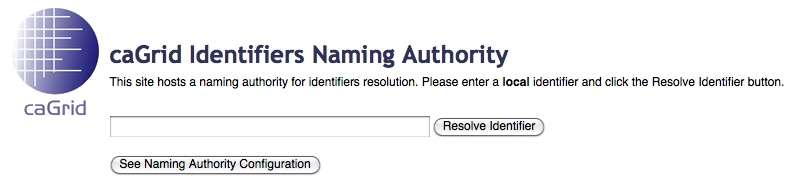 caGrid Identifiers Naming Authority
This site hosts a naming authority for identifiers resolution. Please enter a local identifier and click the Resolve Identifier button.
caGrid
Resolve Identifier
See Naming Authority Configuration